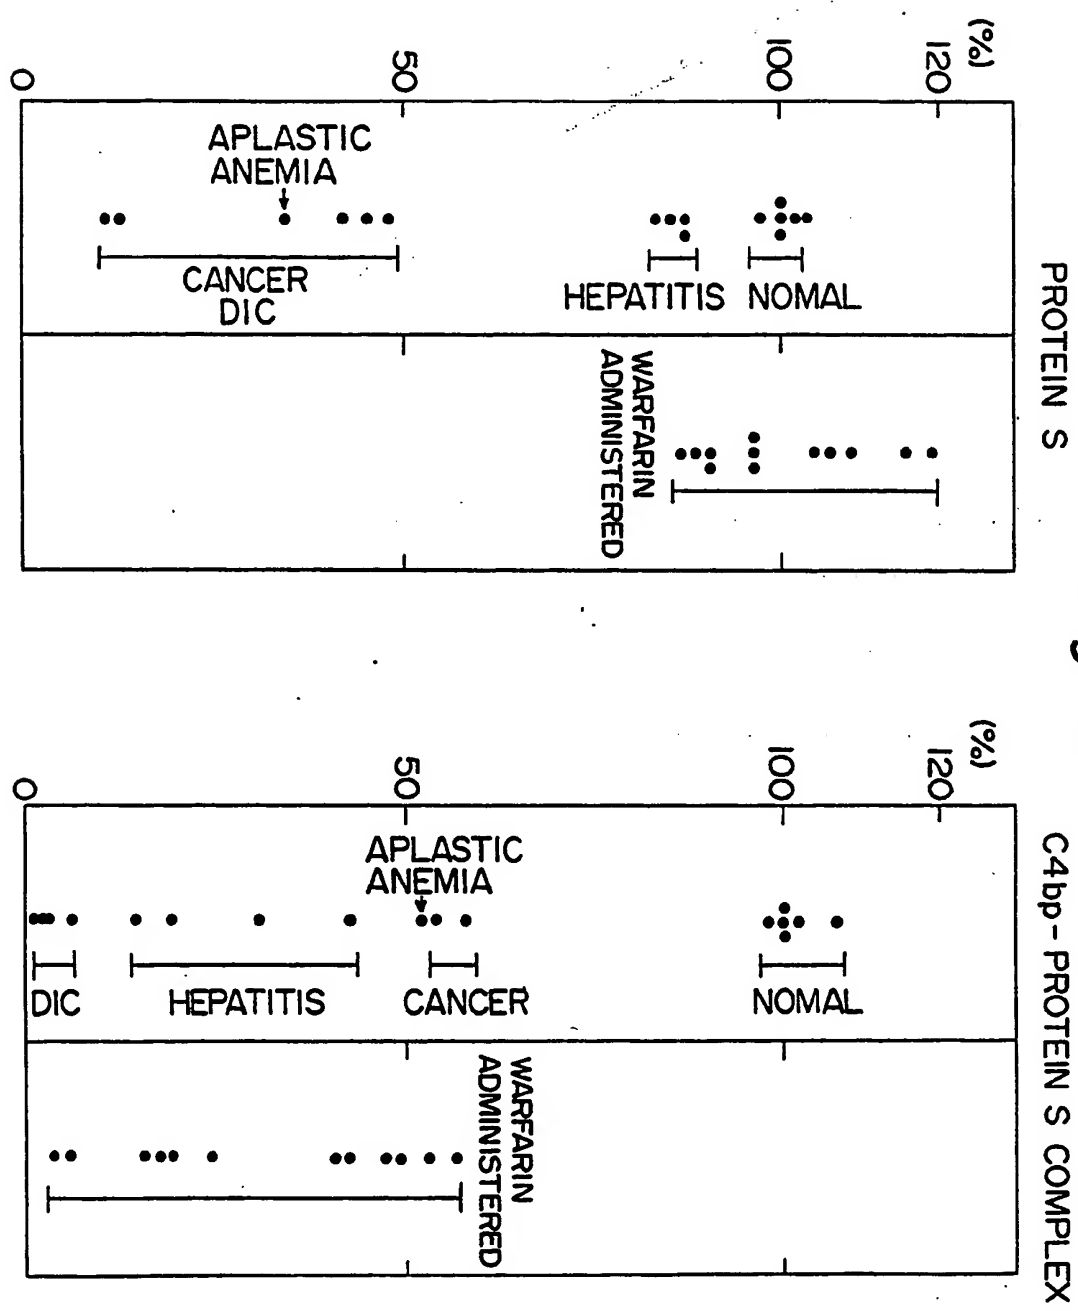 PROTEIN S
(%)
120
100
50
0
APLASTIC
ANEMIA
CANCER
DIC
HEPATITIS
NOMAL
WARFARIN
ADMINISTERED
C4bp-PROTEIN S COMPLEX
(%)
120
100
50
0
APLASTIC
ANEMIA
DIC
HEPATITIS
CANCER
NOMAL
WARFARIN
ADMINISTERED